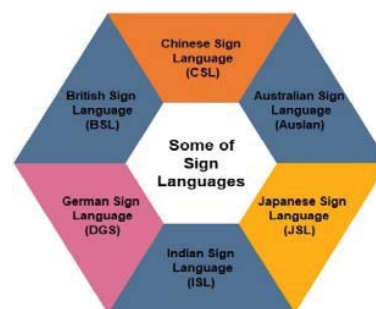 Chinese Sign
Language
(CSL)
British Sign
Language
(BSL)
Australian Sign
Language
(Auslan)
Some of
Sign
Languages
German Sign
Language
(DGS)
Japanese Sign
Language
(JSL)
Indian Sign
Language
(ISL)